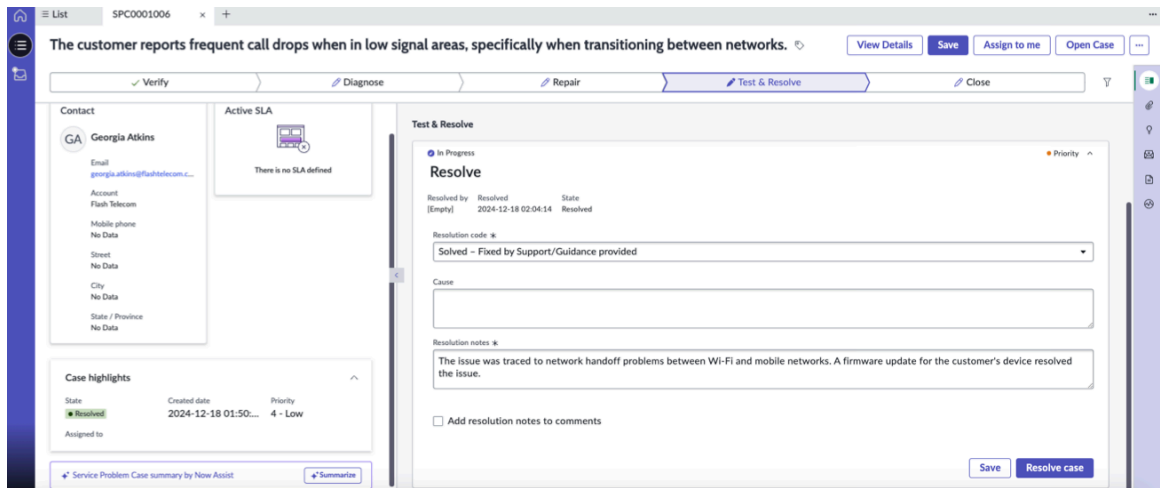 List
SPC0001006
The customer reports frequent call drops when in low signal areas, specifically when transitioning between networks.
View Details
Save
Assign to me
Open Case
Verify
Diagnose
Repair
Test & Resolve
Close
Contact
GA
Georgia Atkins
Email
georgia.atkins@flashtelecom.c...
Account
Flash Telecom
Mobile phone
No Data
Street
No Data
City
No Data
State / Province
No Data
Active SLA
There is no SLA defined
Case highlights
State
Created date
Priority
Resolved
2024-12-18 01:50:...
4 - Low
Assigned to
Service Problem Case summary by Now Assist
Summarize
Test & Resolve
In Progress
Priority
Resolve
Resolved by
Resolved
State
[Empty]
2024-12-18 02:04:14
Resolved
Resolution code *
Solved – Fixed by Support/Guidance provided
Cause
Resolution notes *
The issue was traced to network handoff problems between Wi-Fi and mobile networks. A firmware update for the customer's device resolved
the issue.
Add resolution notes to comments
Save
Resolve case